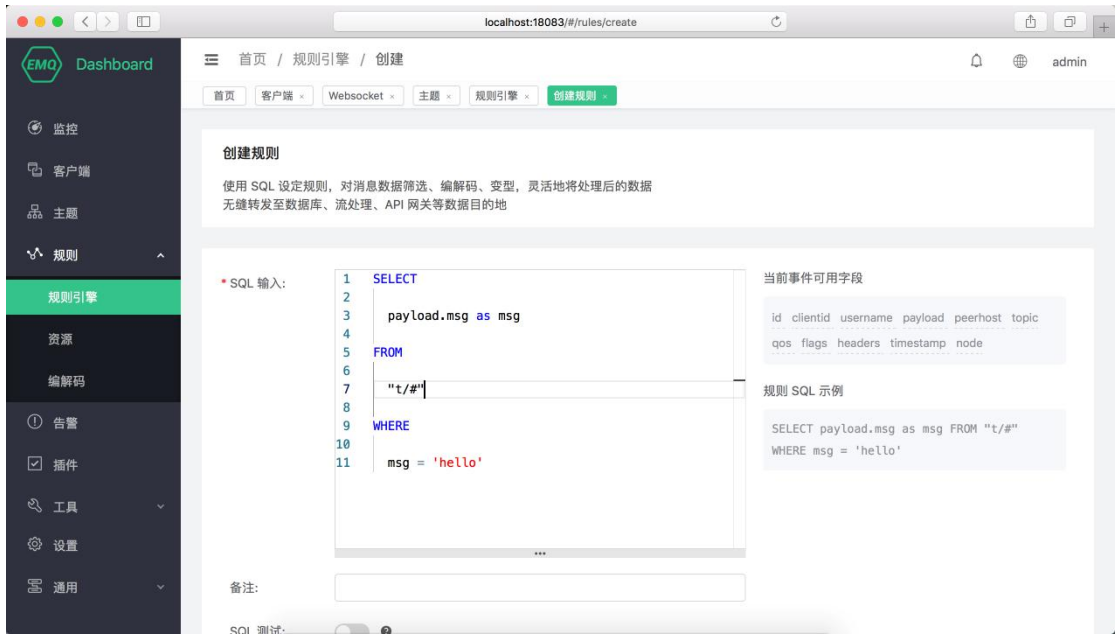 localhost:18083/#/rules/create
EMQ Dashboard
首页 / 规则引擎 / 创建
admin
首页 客户端 × Websocket × 主题 × 规则引擎 × 创建规则 ×
监控
客户端
主题
规则
规则引擎
资源
编解码
告警
插件
工具
设置
通用
创建规则
使用 SQL 设定规则，对消息数据筛选、编解码、变型，灵活地将处理后的数据
无缝转发至数据库、流处理、API 网关等数据目的地
* SQL 输入:
1 SELECT
2
3 payload.msg as msg
4
5 FROM
6
7 "t/#"
8
9 WHERE
10
11 msg = 'hello'
当前事件可用字段
id clientid username payload peerhost topic
qos flags headers timestamp node
规则 SQL 示例
SELECT payload.msg as msg FROM "t/#"
WHERE msg = 'hello'
备注:
SQL 测试: